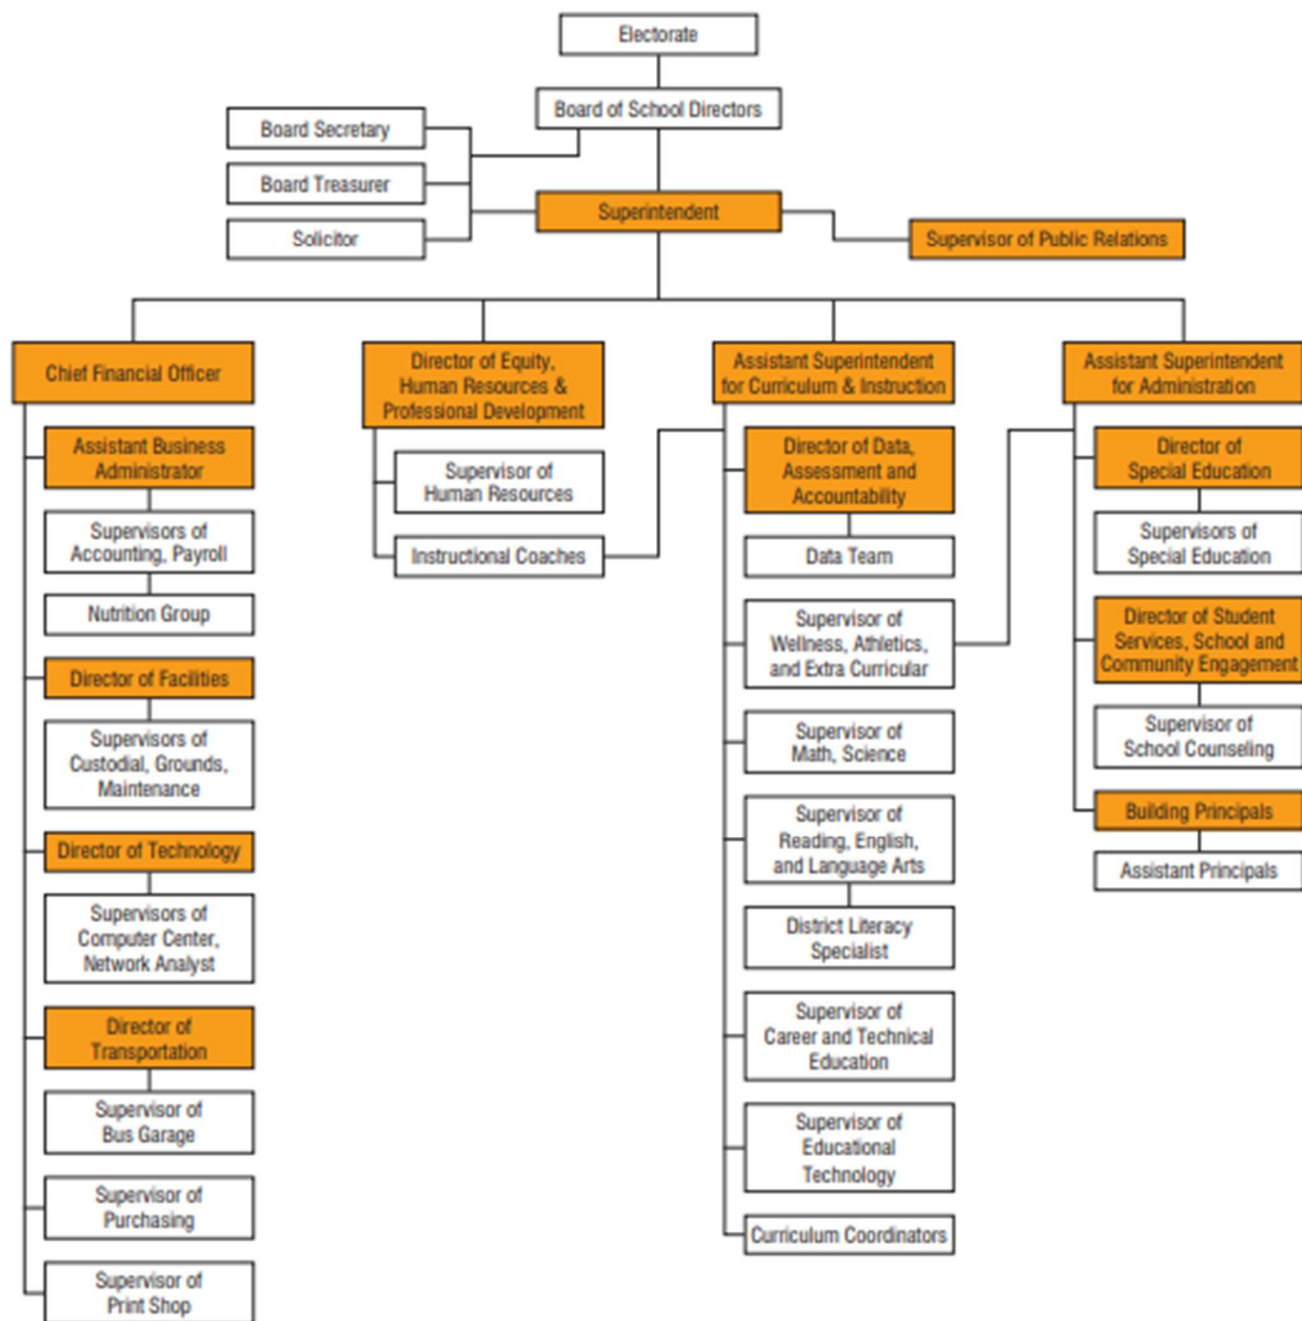 Electorate
Board of School Directors
Board Secretary
Board Treasurer
Solicitor
Superintendent
Supervisor of Public Relations
Chief Financial Officer
Assistant Business
Administrator
Supervisors of
Accounting, Payroll
Nutrition Group
Director of Facilities
Supervisors of
Custodial, Grounds,
Maintenance
Director of Technology
Supervisors of
Computer Center,
Network Analyst
Director of
Transportation
Supervisor of
Bus Garage
Supervisor of
Purchasing
Supervisor of
Print Shop
Director of Equity,
Human Resources &
Professional Development
Supervisor of
Human Resources
Instructional Coaches
Assistant Superintendent
for Curriculum & Instruction
Director of Data,
Assessment and
Accountability
Data Team
Supervisor of
Wellness, Athletics,
and Extra Curricular
Supervisor of
Math, Science
Supervisor of
Reading, English,
and Language Arts
District Literacy
Specialist
Supervisor of
Career and Technical
Education
Supervisor of
Educational
Technology
Curriculum Coordinators
Assistant Superintendent
for Administration
Director of
Special Education
Supervisors of
Special Education
Director of Student
Services, School and
Community Engagement
Supervisor of
School Counseling
Building Principals
Assistant Principals